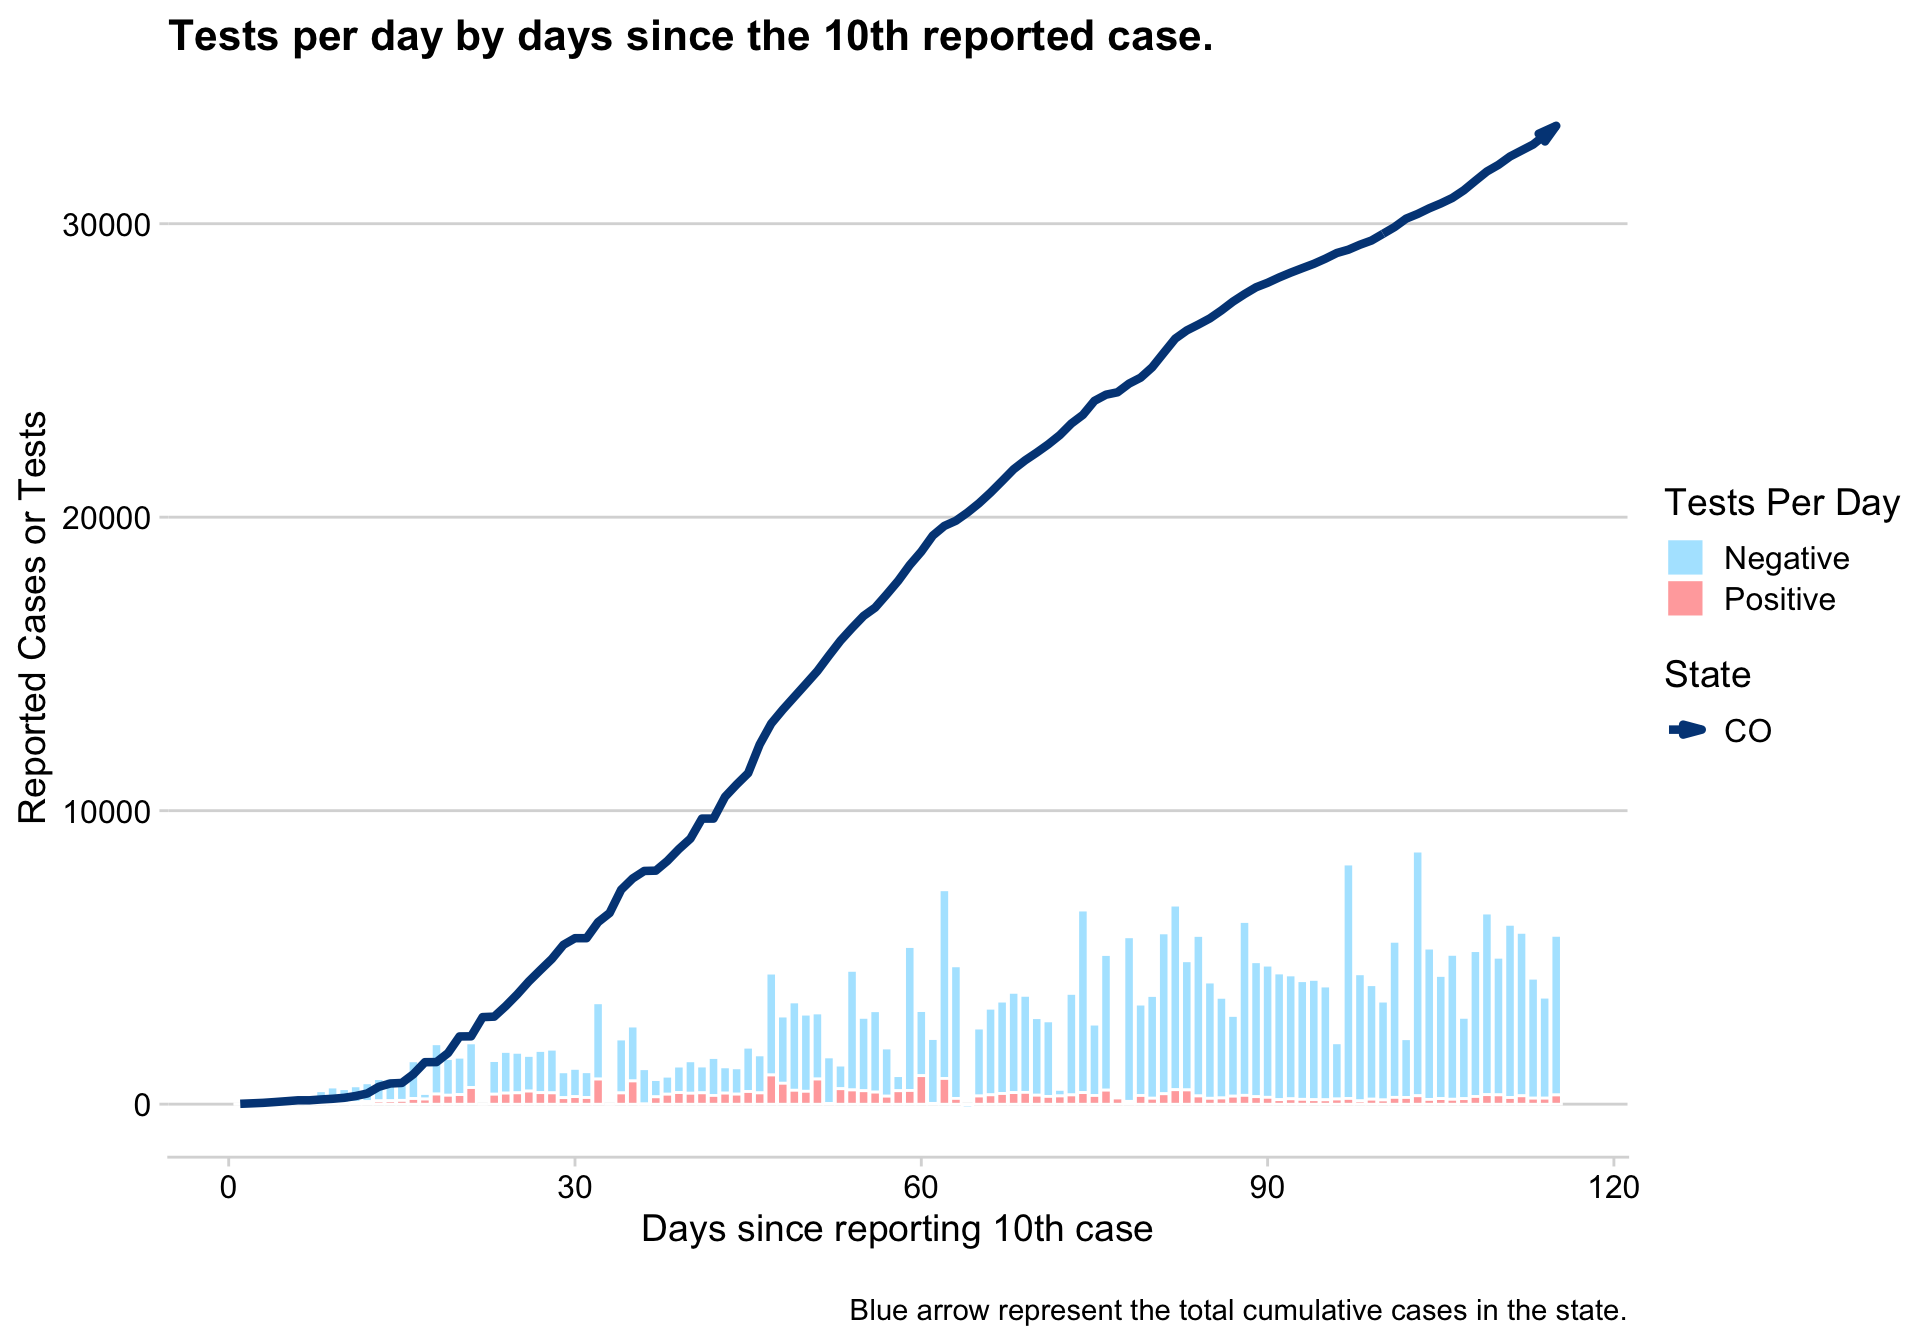 Tests per day by days since the 10th reported case.
30000
20000
10000
0
Reported Cases or Tests
0
30
60
90
120
Days since reporting 10th case
Tests Per Day
Negative
Positive
State
CO
Blue arrow represent the total cumulative cases in the state.